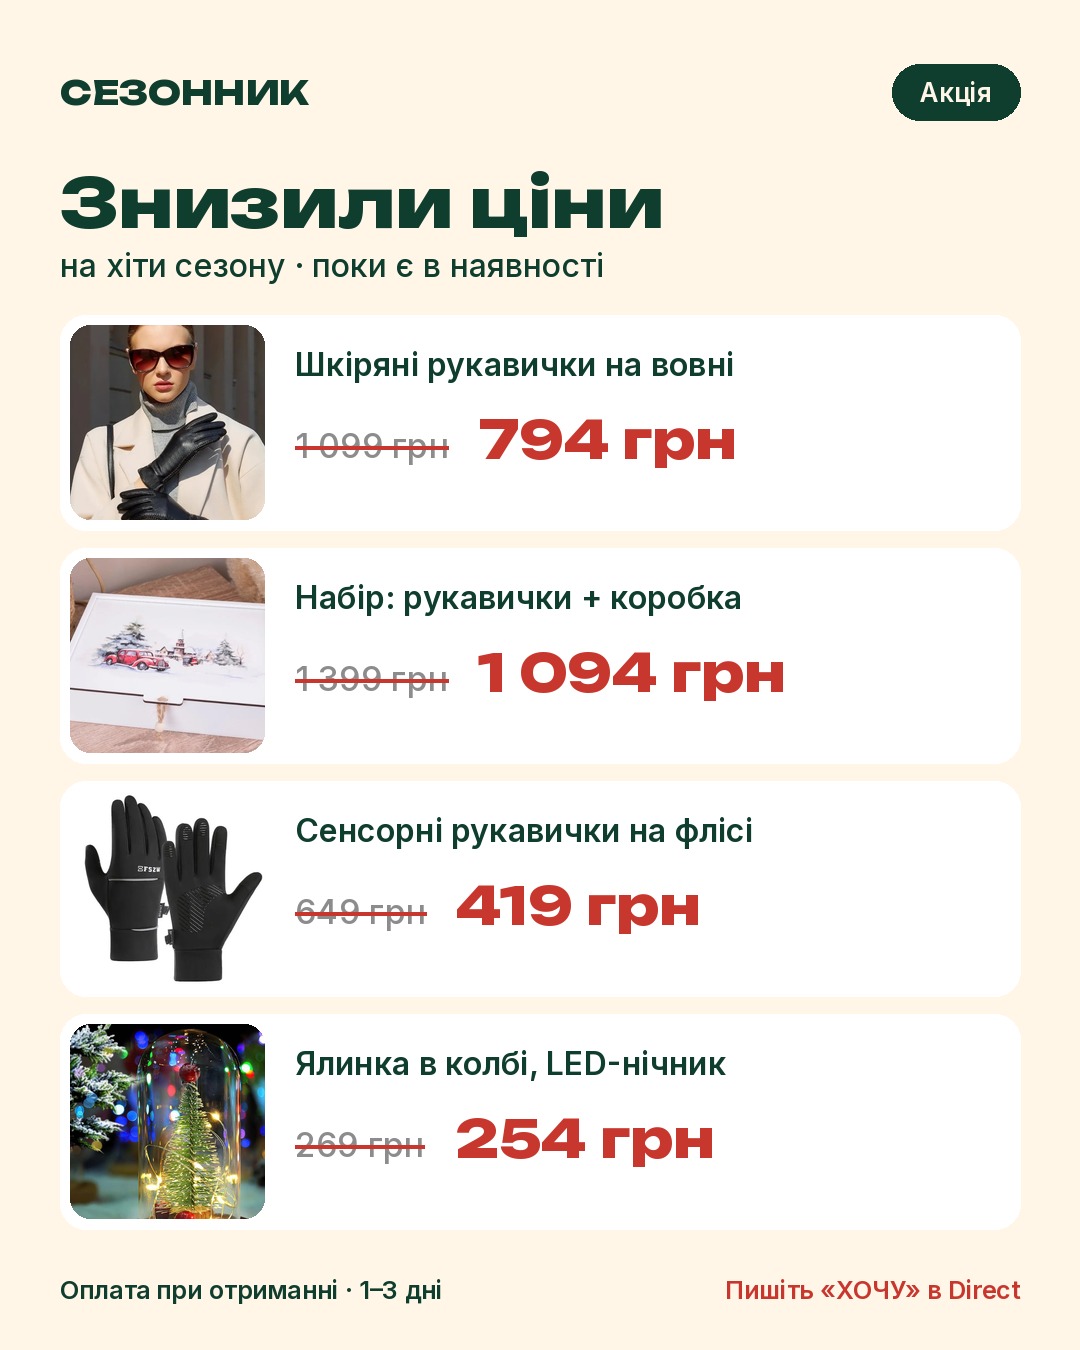 СЕЗОННИК
Акція
Знизили ціни
на хіти сезону · поки є в наявності
Шкіряні рукавички на вовні
1 099 грн 794 грн
Набір: рукавички + коробка
1 399 грн 1 094 грн
Сенсорні рукавички на флісі
649 грн 419 грн
Ялинка в колбі, LED-нічник
269 грн 254 грн
Оплата при отриманні · 1–3 дні
Пишіть «ХОЧУ» в Direct